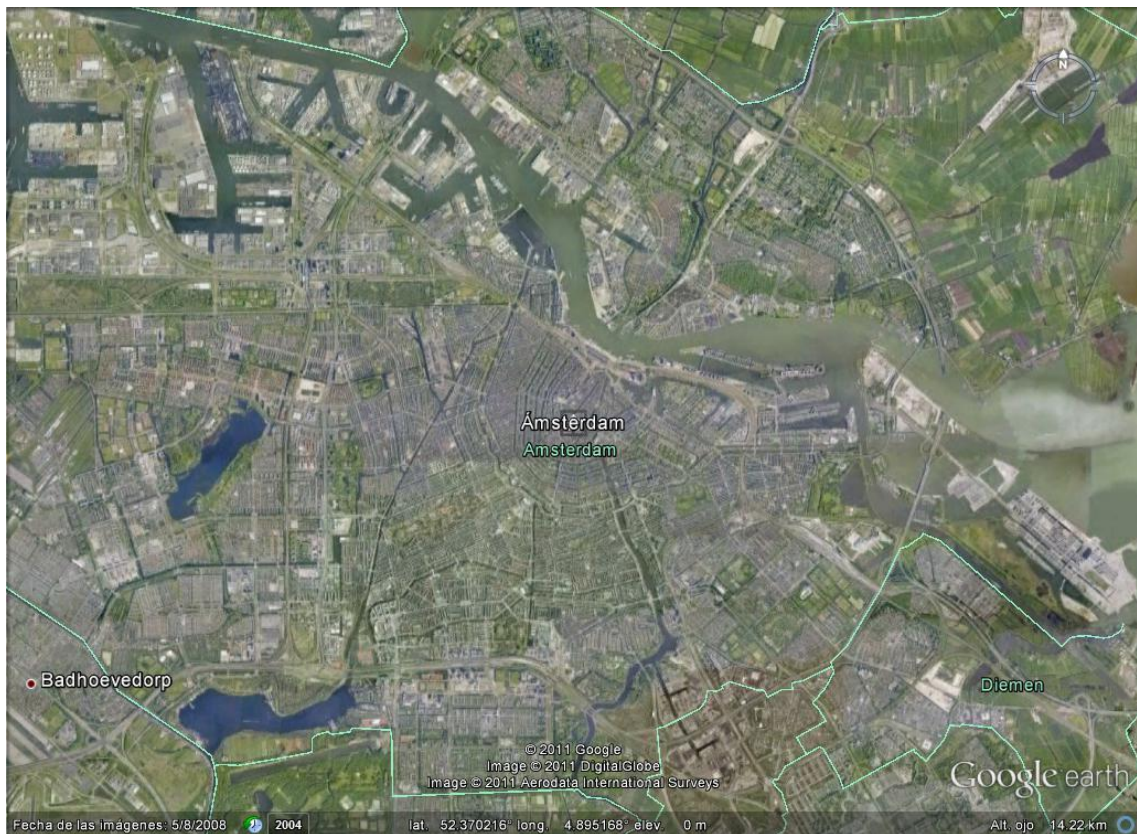 N
Ámsterdam
Amsterdam
Badhoevedorp
Diemen
© 2011 Google
Image © 2011 DigitalGlobe
Image © 2011 Aerodata International Surveys
Google earth
Fecha de las imágenes: 5/8/2008 2004 lat. 52.370216° long. 4.895168° elev. 0 m Alt. ojo 14.22 km